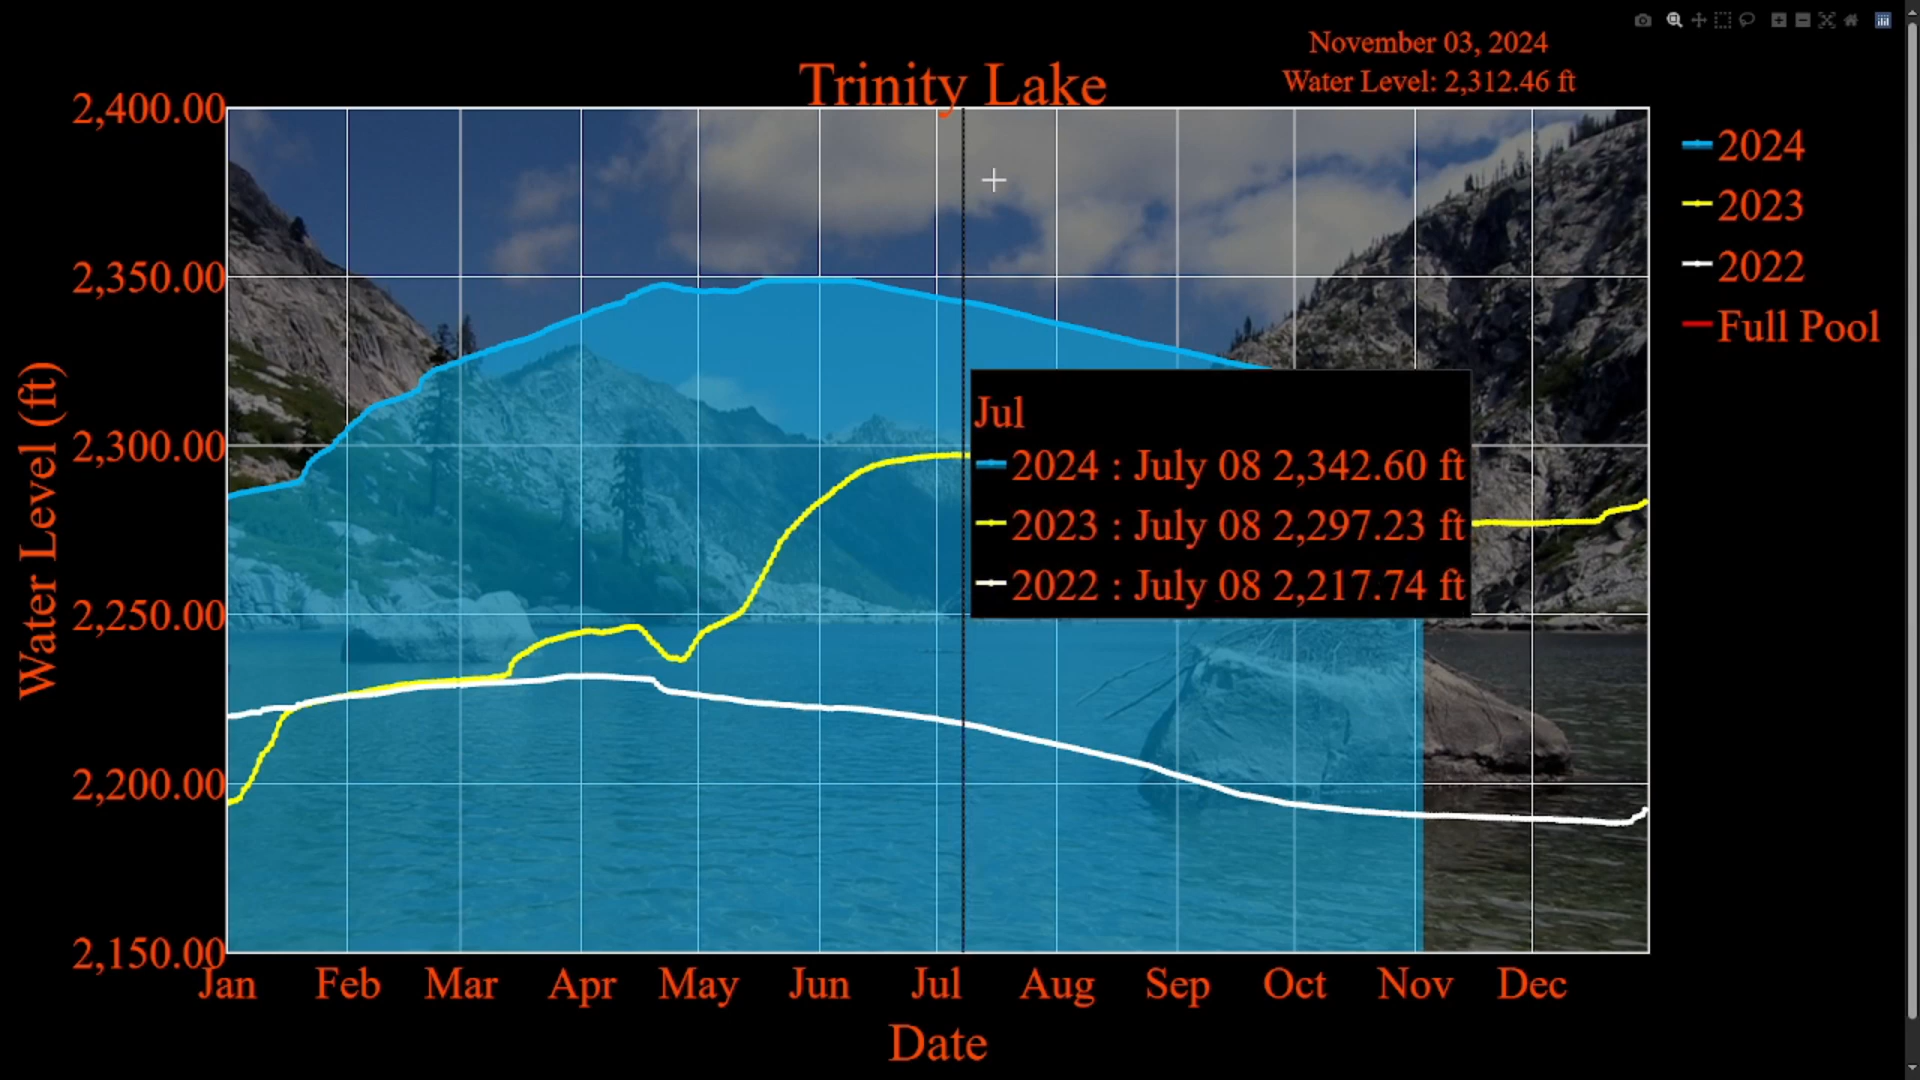 November 03, 2024
Water Level: 2,312.46 ft
Trinity Lake
2,400.00
2,350.00
2,300.00
2,250.00
2,200.00
2,150.00
Water Level (ft)
2024
2023
2022
Full Pool
Jul
2024 : July 08 2,342.60 ft
2023 : July 08 2,297.23 ft
2022 : July 08 2,217.74 ft
Jan Feb Mar Apr May Jun Jul Aug Sep Oct Nov Dec
Date